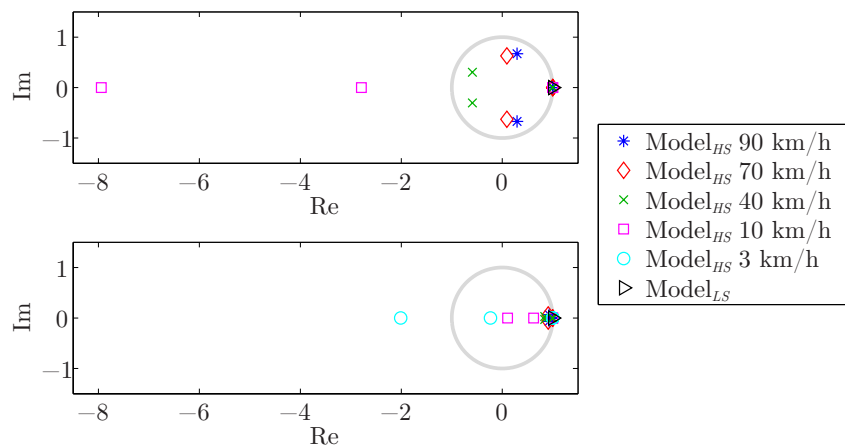 1
0
−1
Im
−8 −6 −4 −2 0
Re
1
0
−1
Im
−8 −6 −4 −2 0
Re
Model_HS 90 km/h
Model_HS 70 km/h
Model_HS 40 km/h
Model_HS 10 km/h
Model_HS 3 km/h
Model_LS